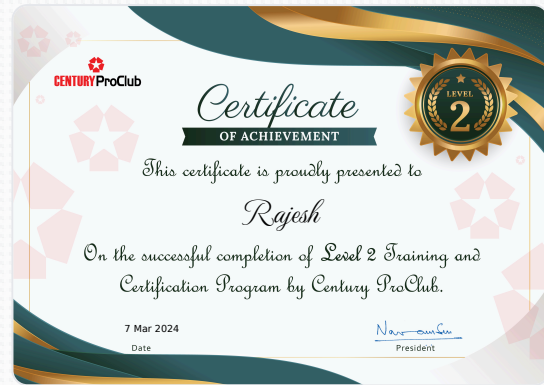 CENTURY ProClub
Certificate
OF ACHIEVEMENT
LEVEL
2
This certificate is proudly presented to
Rajesh
On the successful completion of Level 2 Training and
Certification Program by Century ProClub.
7 Mar 2024
Date
President